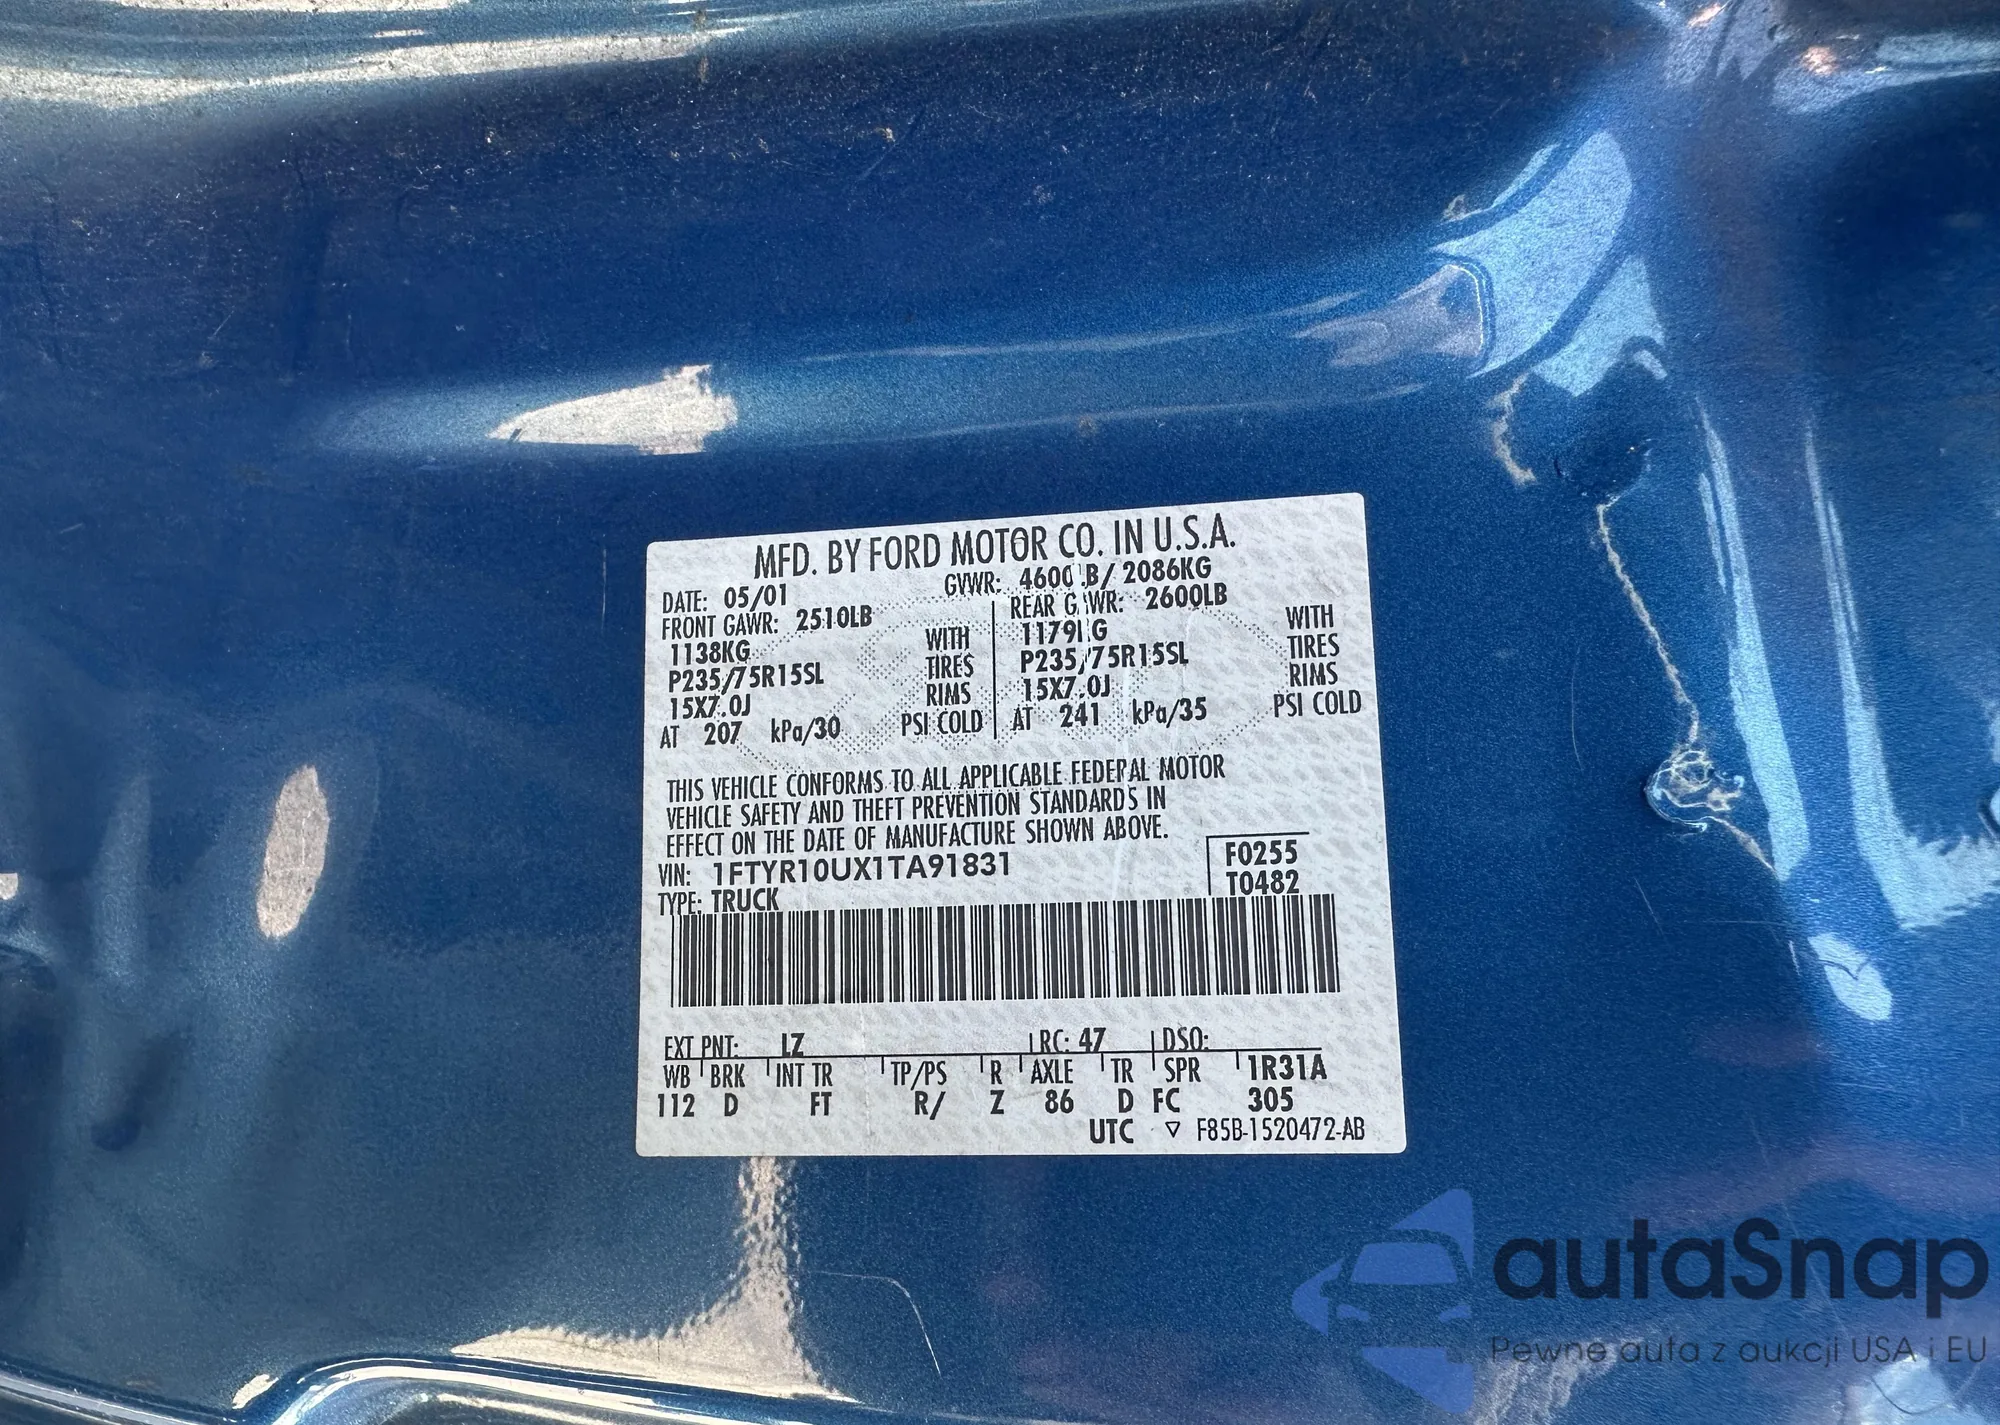 MFD. BY FORD MOTOR CO. IN U.S.A.
DATE: 05/01 GVWR: 4600 LB/ 2086KG
FRONT GAWR: 2510LB REAR GAWR: 2600LB
1138KG WITH 1179KG WITH
P235/75R15SL TIRES P235/75R15SL TIRES
15X7.0J RIMS 15X7.0J RIMS
AT 207 kPa/30 PSI COLD AT 241 kPa/35 PSI COLD
THIS VEHICLE CONFORMS TO ALL APPLICABLE FEDERAL MOTOR
VEHICLE SAFETY AND THEFT PREVENTION STANDARDS IN
EFFECT ON THE DATE OF MANUFACTURE SHOWN ABOVE.
VIN: 1FTYR10UX1TA91831 F0255
TYPE: TRUCK T0482
EXT PNT: LZ RC: 47 DSO:
WB BRK INT TR TP/PS R AXLE TR SPR 1R31A
112 D FT R/ Z 86 D FC 305
UTC ▽ F85B-1520472-AB
autaSnap
Pewne auta z aukcji USA i EU